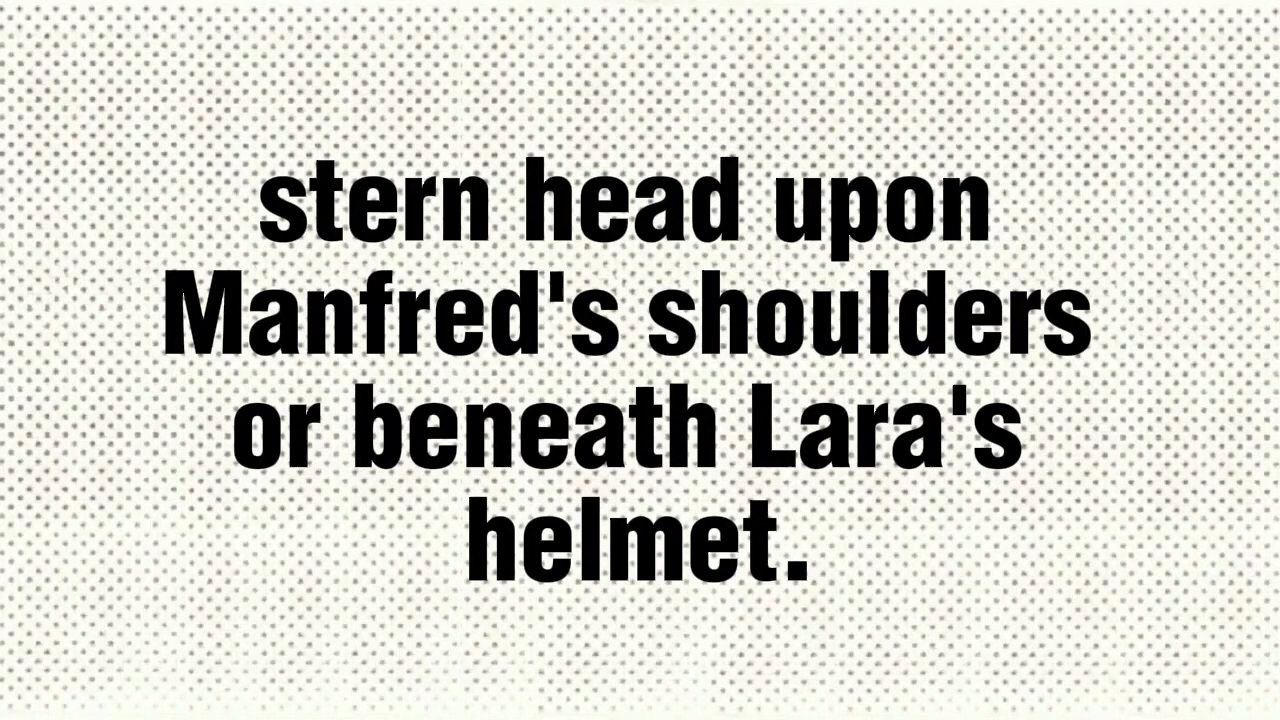 stern head upon
Manfred's shoulders
or beneath Lara's
helmet.